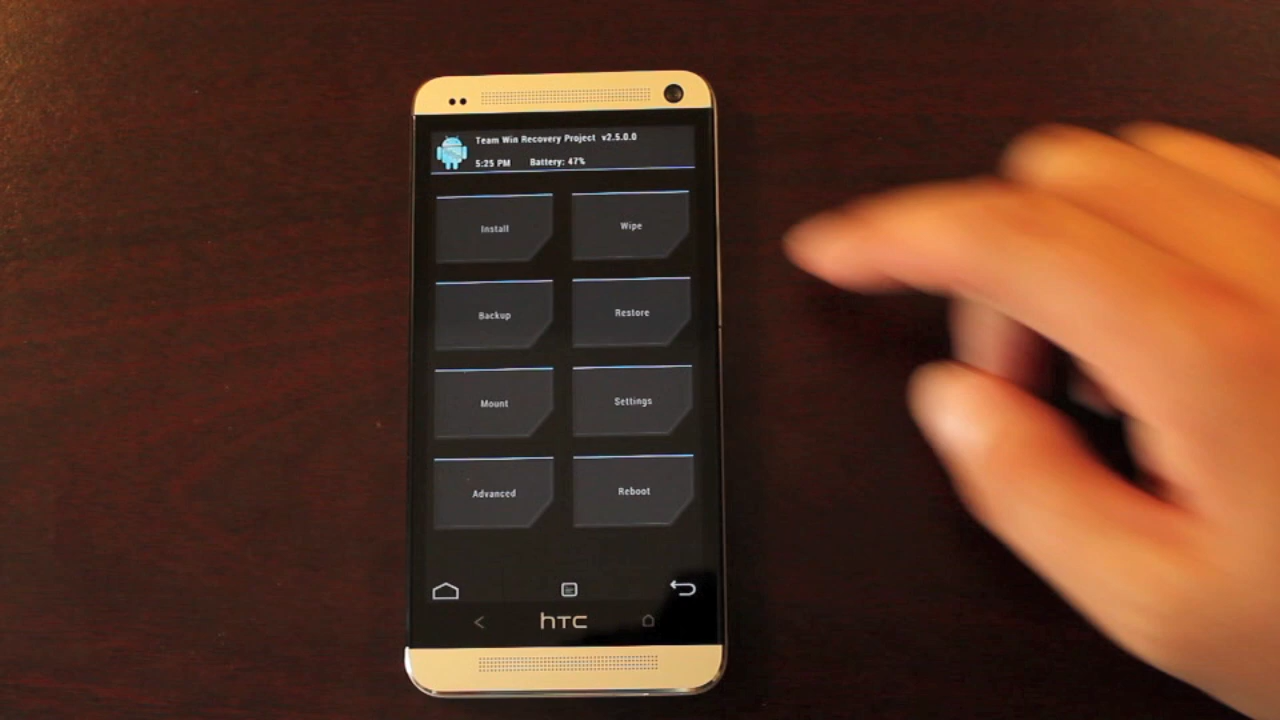 Team Win Recovery Project v2.5.0.0
5:25 PM Battery: 47%
Install Wipe
Backup Restore
Mount Settings
Advanced Reboot
hTC